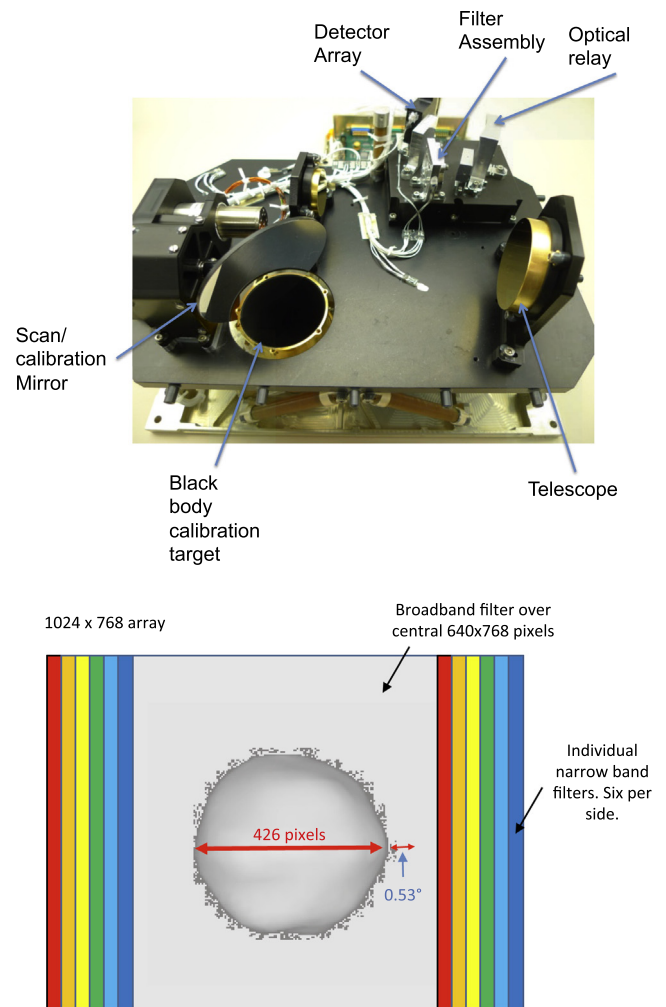 Detector
Array
Filter
Assembly
Optical
relay
Scan/
calibration
Mirror
Black
body
calibration
target
Telescope
1024 x 768 array
Broadband filter over
central 640x768 pixels
Individual
narrow band
filters. Six per
side.
426 pixels
0.53°